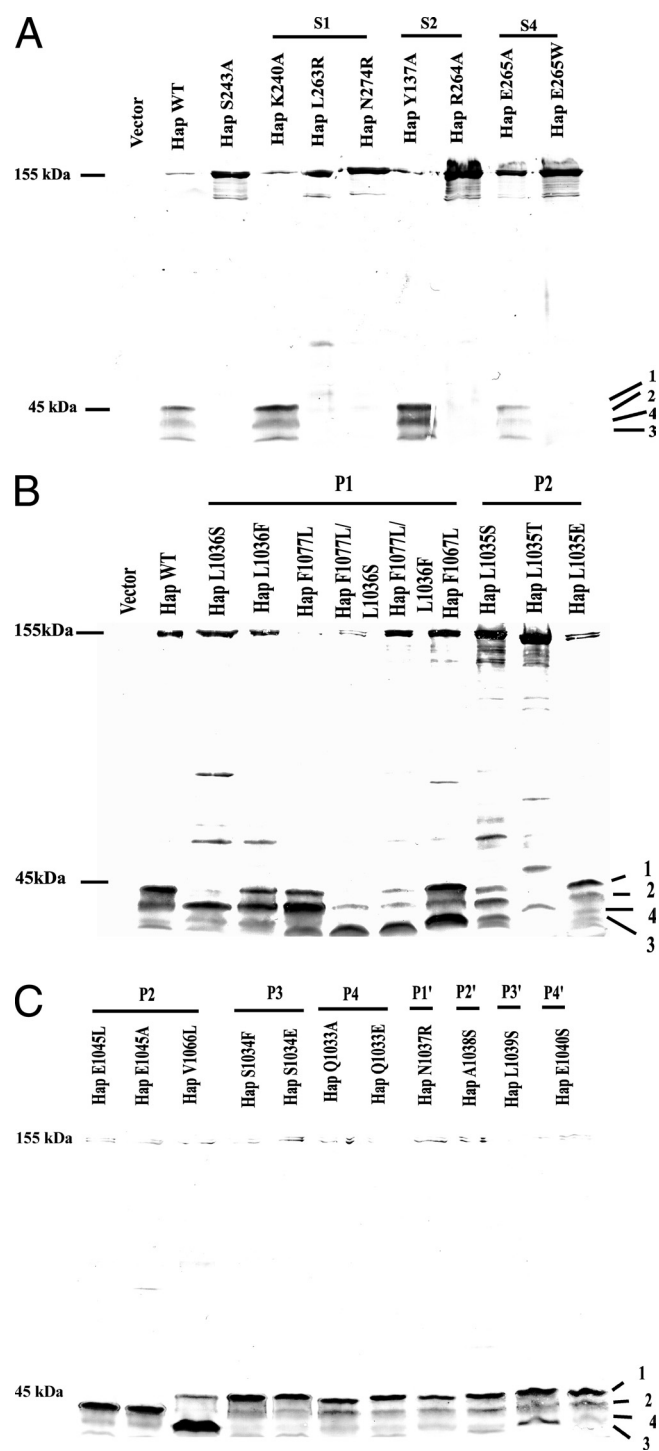 A
S1 S2 S4
Vector
Hap WT
Hap S243A
Hap K240A
Hap L263R
Hap N274R
Hap Y137A
Hap R264A
Hap E265A
Hap E265W
155 kDa
45 kDa
1
2
4
3
B
P1 P2
Vector
Hap WT
Hap L1036S
Hap L1036F
Hap F1077L
Hap F1077L/
L1036S
Hap F1077L/
L1036F
Hap F1067L
Hap L1035S
Hap L1035T
Hap L1035E
155kDa
45kDa
1
2
4
3
C
P2 P3 P4 P1' P2' P3' P4'
Hap E1045L
Hap E1045A
Hap V1066L
Hap S1034F
Hap S1034E
Hap Q1033A
Hap Q1033E
Hap N1037R
Hap A1038S
Hap L1039S
Hap E1040S
155 kDa
45 kDa
1
2
4
3